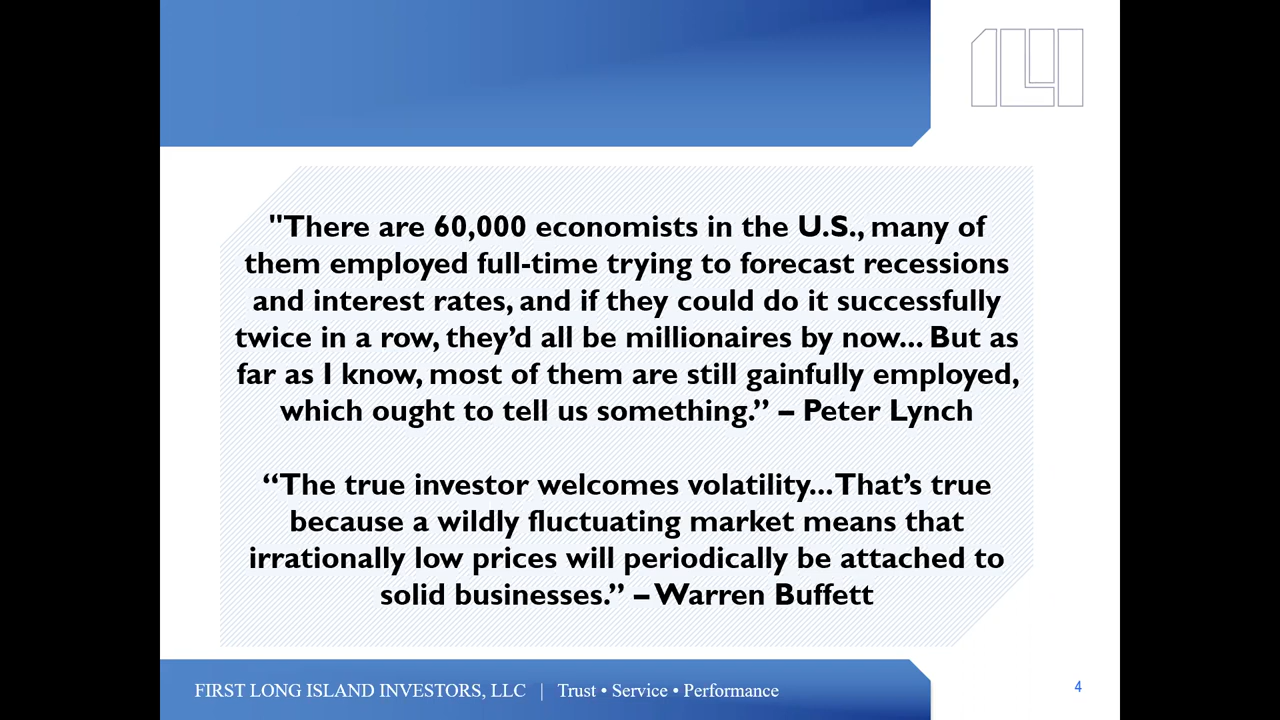 "There are 60,000 economists in the U.S., many of
them employed full-time trying to forecast recessions
and interest rates, and if they could do it successfully
twice in a row, they’d all be millionaires by now... But as
far as I know, most of them are still gainfully employed,
which ought to tell us something.” – Peter Lynch
“The true investor welcomes volatility... That’s true
because a wildly fluctuating market means that
irrationally low prices will periodically be attached to
solid businesses.” – Warren Buffett
FIRST LONG ISLAND INVESTORS, LLC | Trust • Service • Performance
4